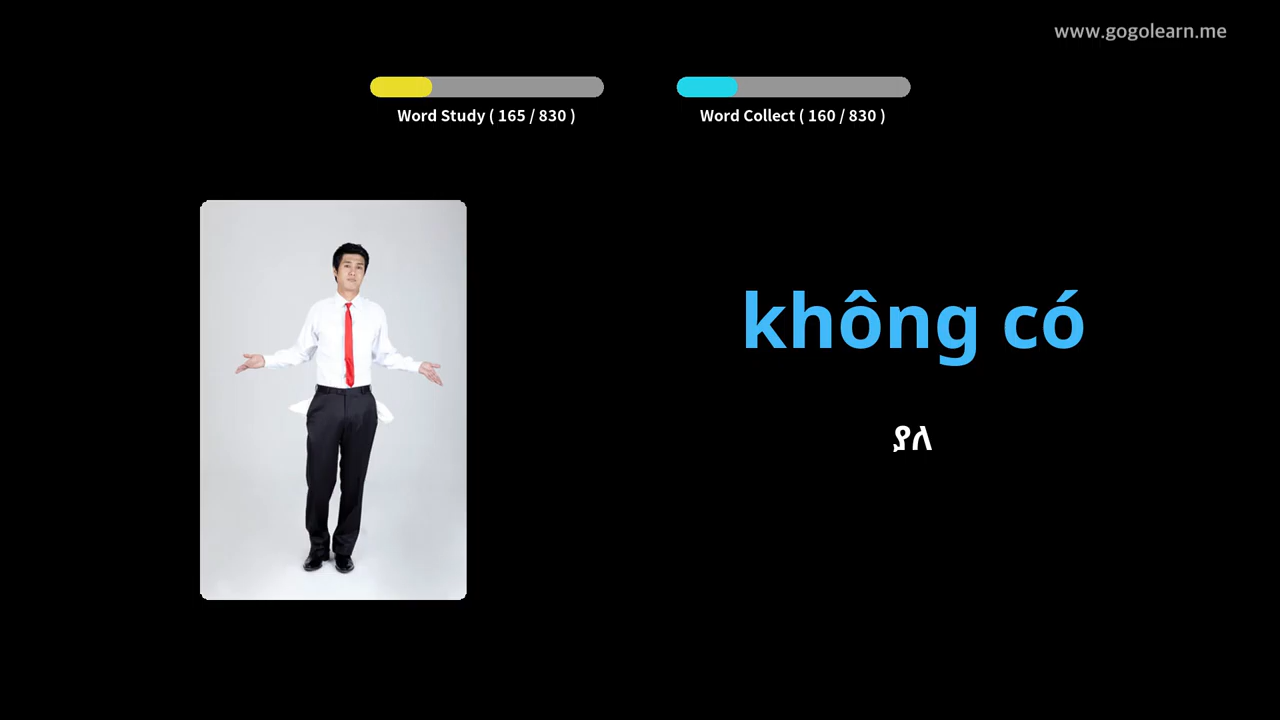 www.gogolearn.me
Word Study ( 165 / 830 )
Word Collect ( 160 / 830 )
không có
ያለ